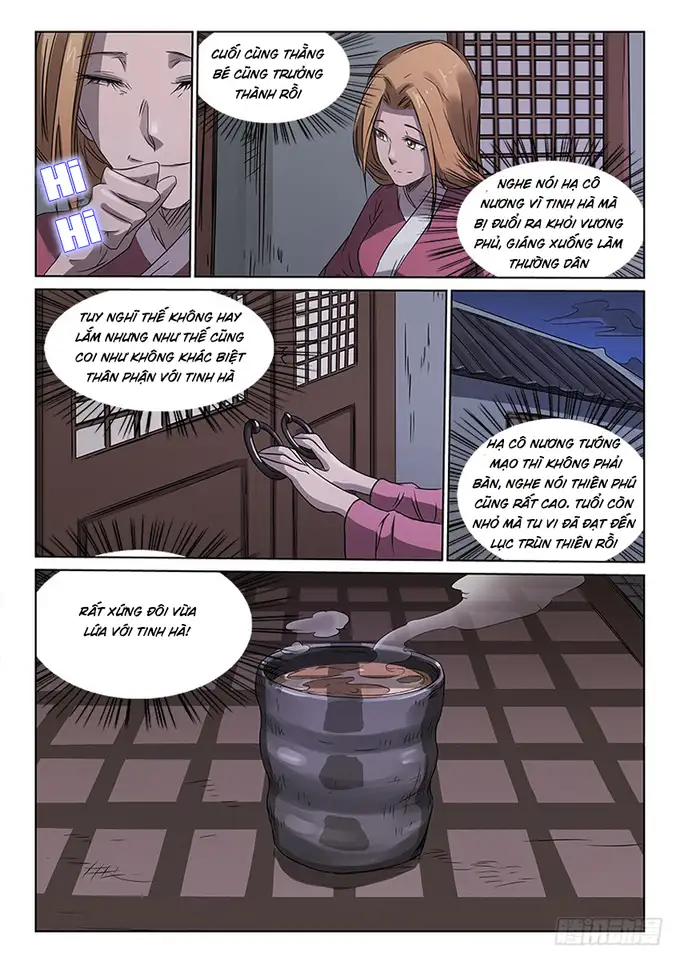 Hi
Hi
CUỐI CÙNG THẰNG
BÉ CŨNG TRƯỞNG
THÀNH RỒI
NGHE NÓI HẠ CÔ
NƯƠNG VÌ TINH HÀ MÀ
BỊ ĐUỔI RA KHỎI VƯƠNG
PHỦ, GIÁNG XUỐNG LÀM
THƯỜNG DÂN
TUY NGHĨ THẾ KHÔNG HAY
LẮM NHƯNG NHƯ THẾ CŨNG
COI NHƯ KHÔNG KHÁC BIỆT
THÂN PHẬN VỚI TINH HÀ
HẠ CÔ NƯƠNG TƯỚNG
MẠO THÌ KHÔNG PHẢI
BÀN, NGHE NÓI THIÊN PHÚ
CŨNG RẤT CAO. TUỔI CÒN
NHỎ MÀ TU VI ĐÃ ĐẠT ĐẾN
LỤC TRÙN THIÊN RỒI
RẤT XỨNG ĐÔI VỪA
LỨA VỚI TINH HÀ!
腾讯动漫